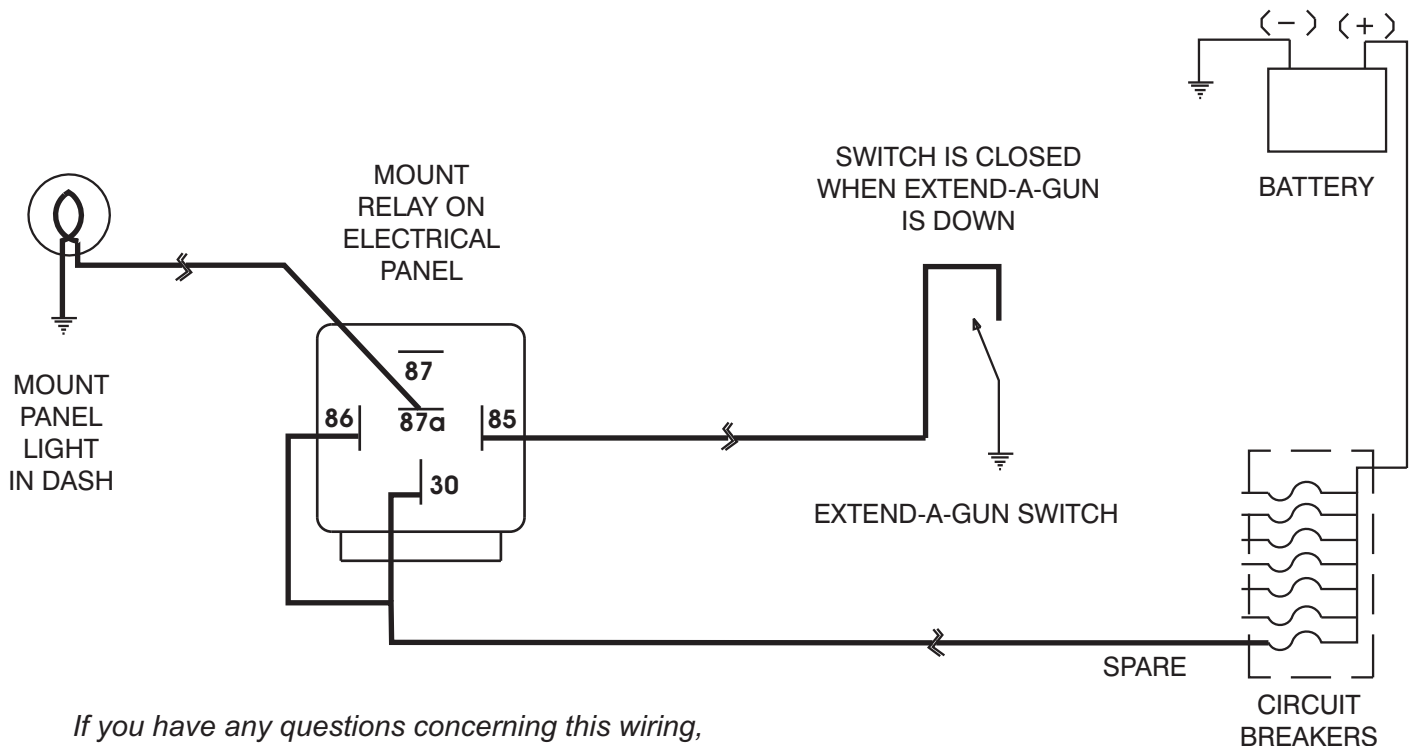 ( – ) ( + )
BATTERY
SWITCH IS CLOSED
WHEN EXTEND-A-GUN
IS DOWN
MOUNT
RELAY ON
ELECTRICAL
PANEL
MOUNT
PANEL
LIGHT
IN DASH
87
86
87a
85
30
EXTEND-A-GUN SWITCH
SPARE
CIRCUIT
BREAKERS
If you have any questions concerning this wiring,